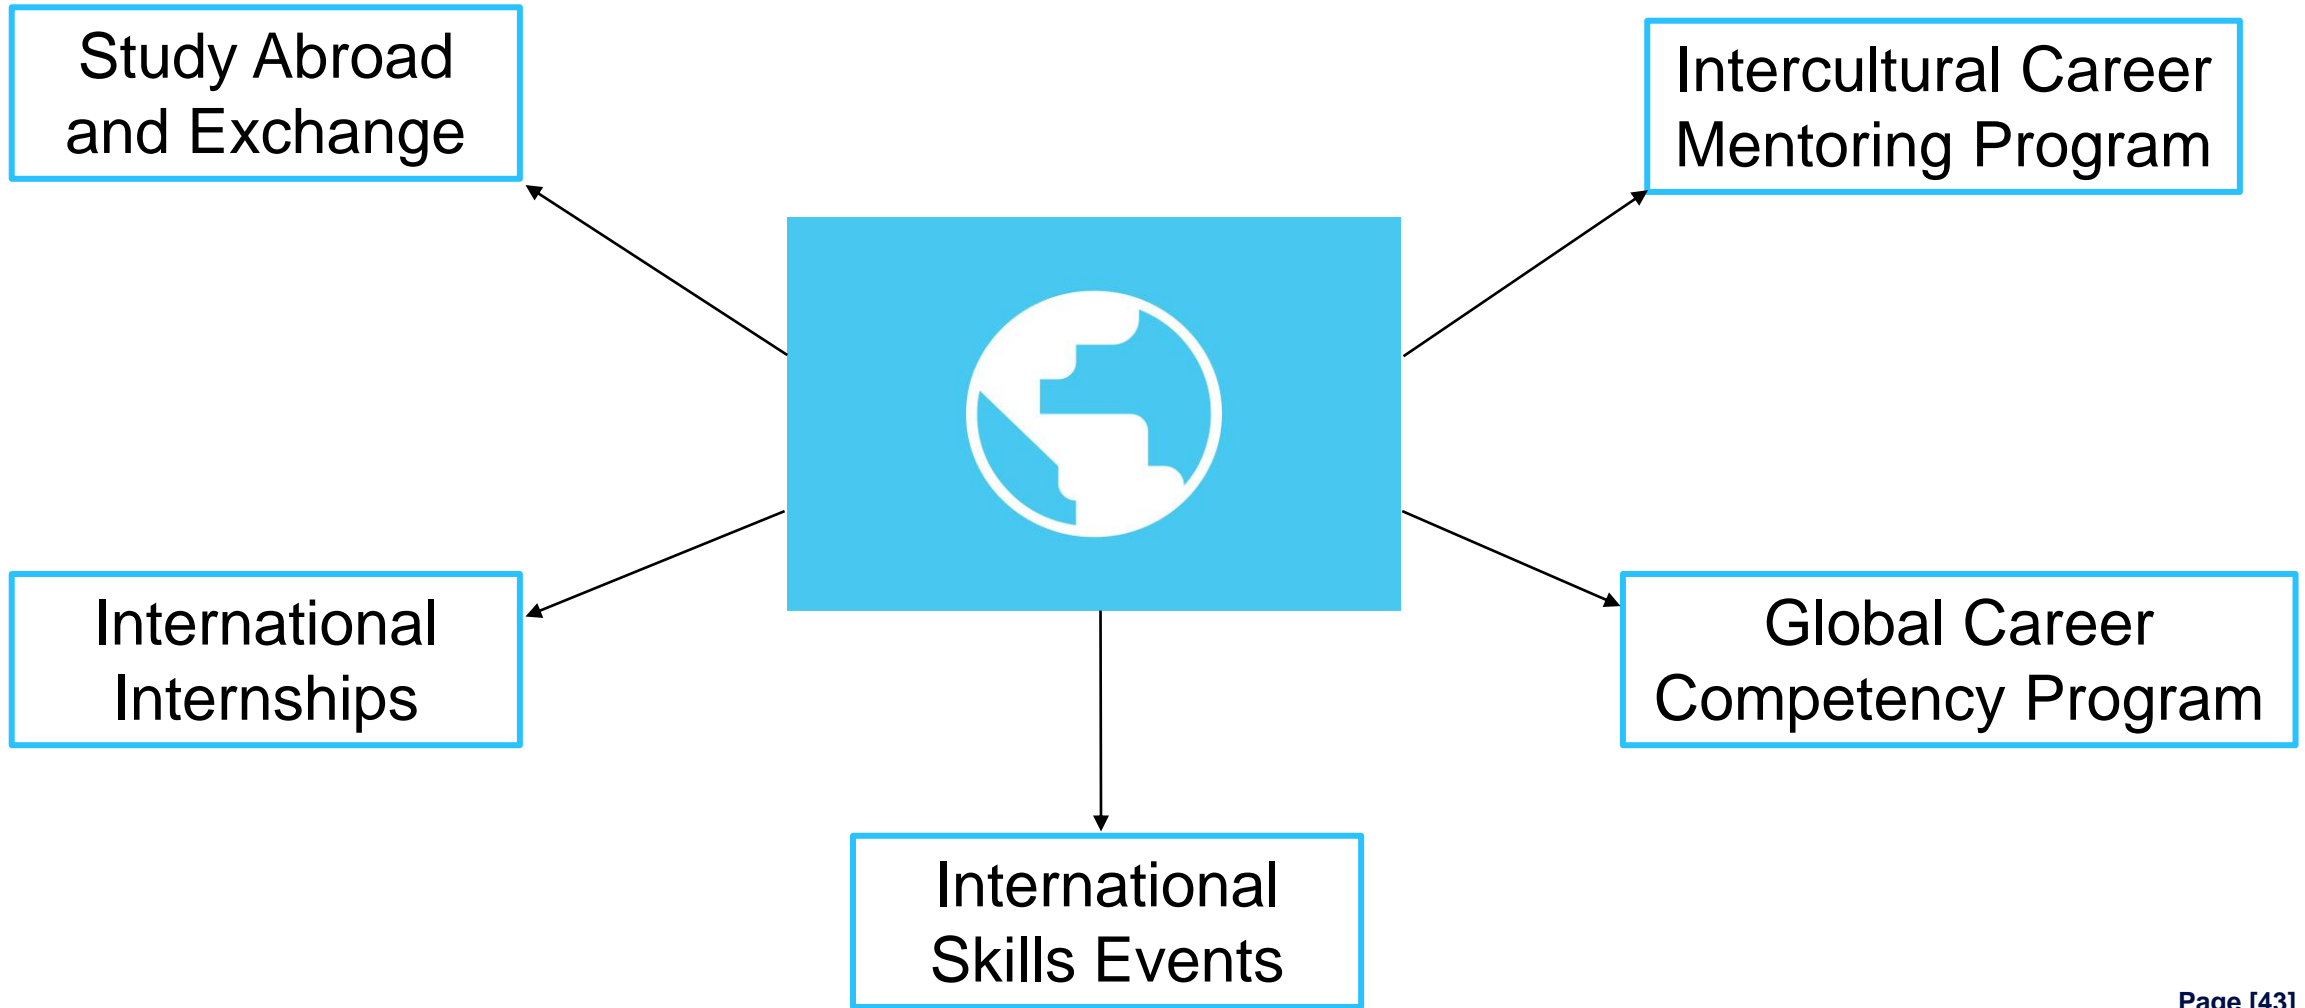 Study Abroad
and Exchange
Intercultural Career
Mentoring Program
International
Internships
Global Career
Competency Program
International
Skills Events
Page [43]